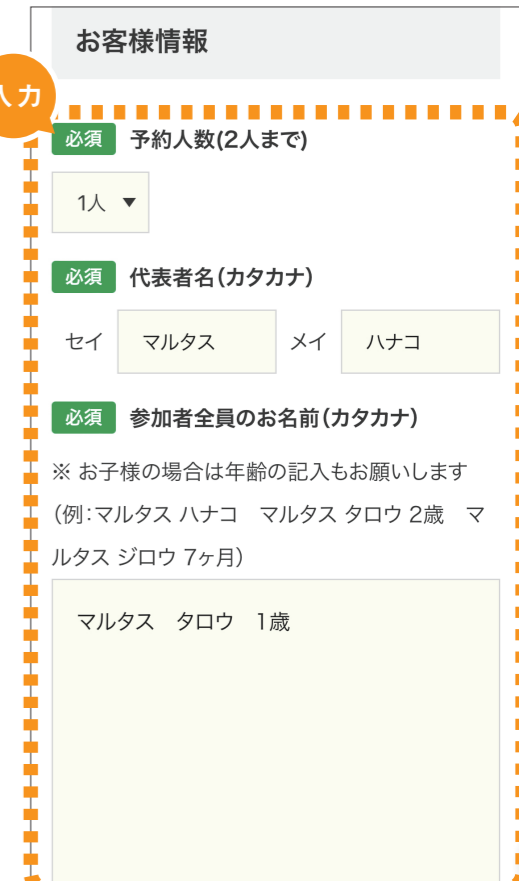 お客様情報
入力
必須 予約人数(2人まで)
1人 ▼
必須 代表者名(カタカナ)
セイ マルタス メイ ハナコ
必須 参加者全員のお名前(カタカナ)
※ お子様の場合は年齢の記入もお願いします
(例:マルタス ハナコ　マルタス タロウ 2歳　マ
ルタス ジロウ 7ヶ月)
マルタス　タロウ　1歳